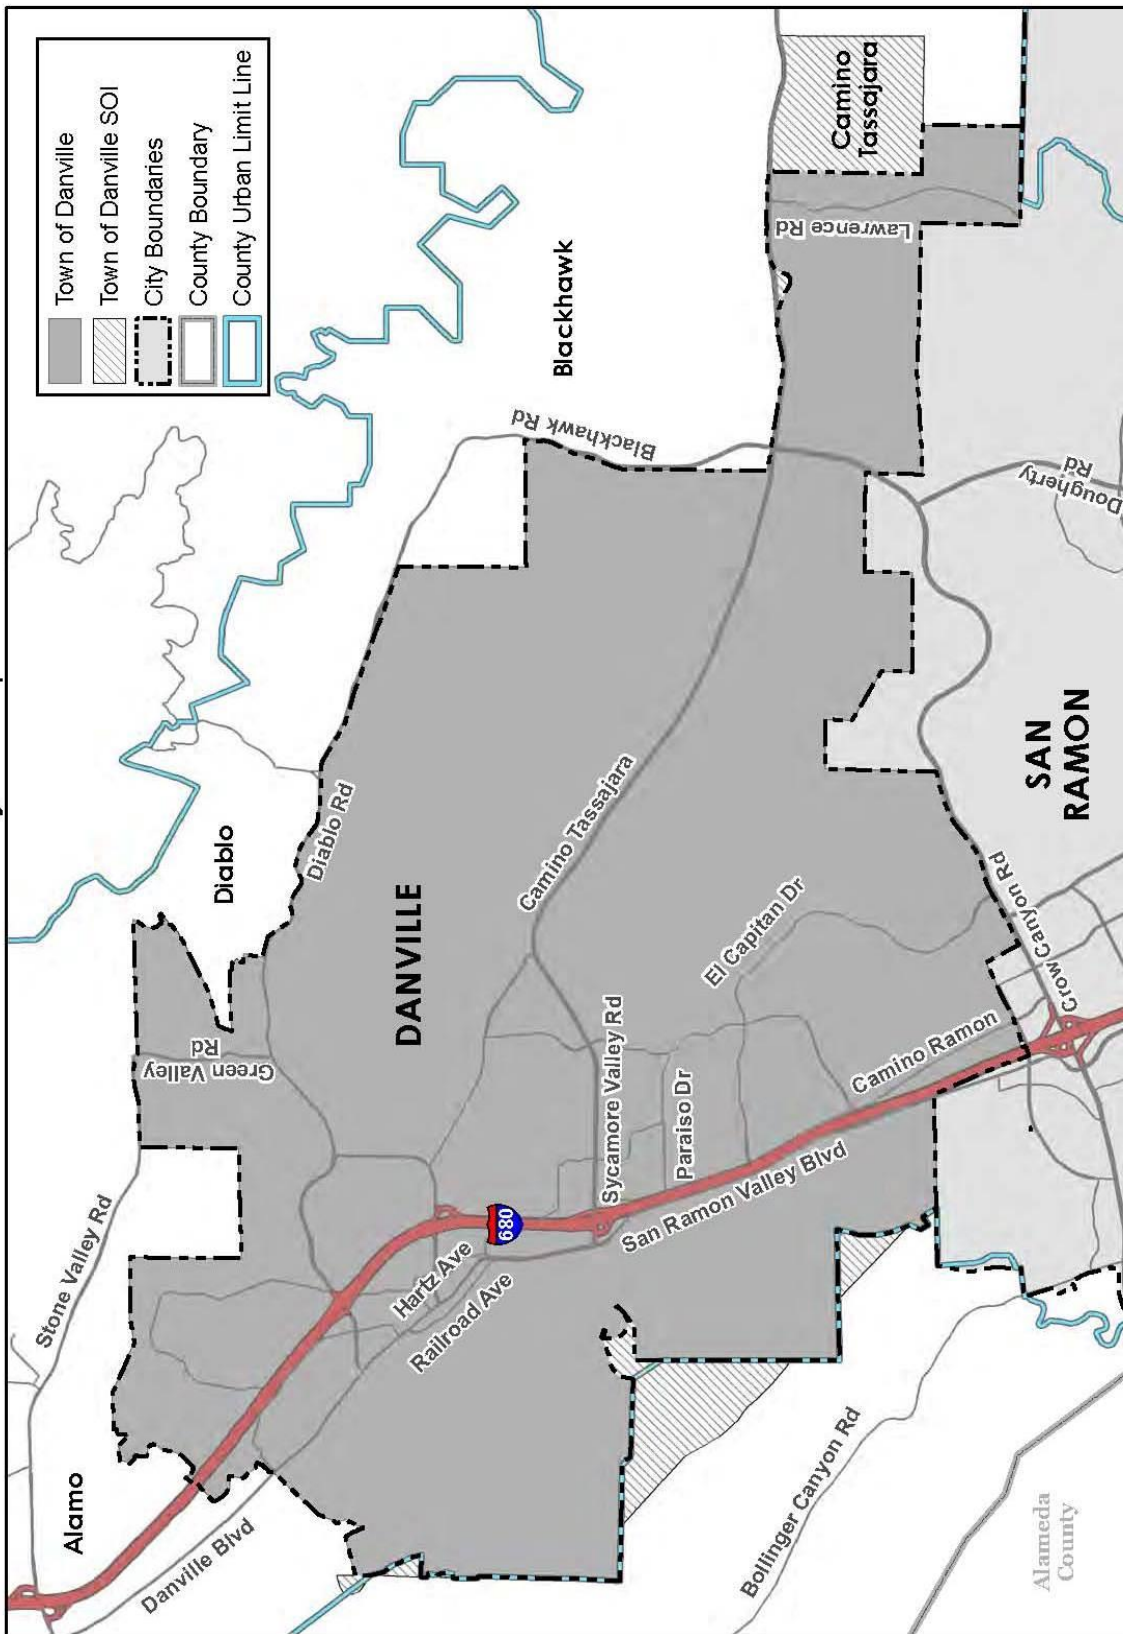 Town of Danville
Town of Danville SOI
City Boundaries
County Boundary
County Urban Limit Line
Camino
Tassajara
Lawrence Rd
Blackhawk
Blackhawk Rd
Dougherty
Rd
Diablo
Diablo Rd
SAN
RAMON
Camino Tassajara
DANVILLE
El Capitan Dr
Crow Canyon Rd
Green Valley
Rd
Sycamore Valley Rd
Paraiso Dr
Camino Ramon
Stone Valley Rd
Hartz Ave
680
San Ramon Valley Blvd
Railroad Ave
Alamo
Danville Blvd
Bollinger Canyon Rd
Alameda
County